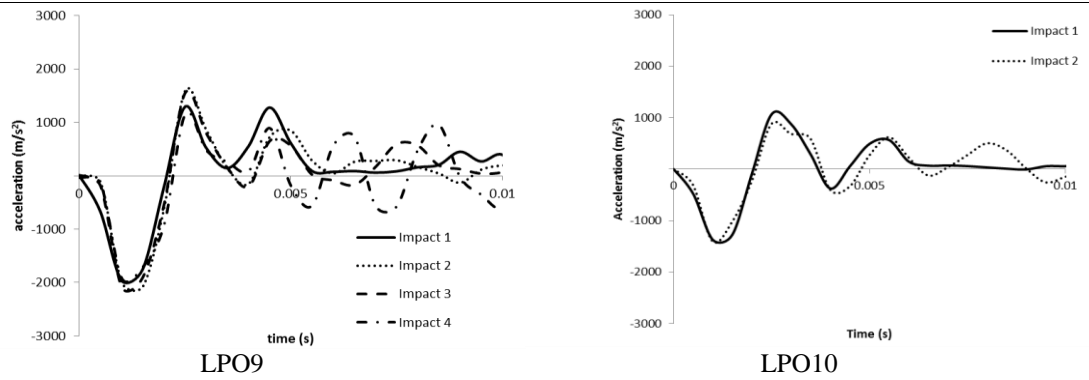 3000
2000
1000
0
-1000
-2000
-3000
0
0.005
0.01
acceleration (m/s²)
time (s)
Impact 1
Impact 2
Impact 3
Impact 4
LPO9
3000
2000
1000
0
-1000
-2000
-3000
0
0.005
0.01
Acceleration (m/s²)
Time (s)
Impact 1
Impact 2
LPO10